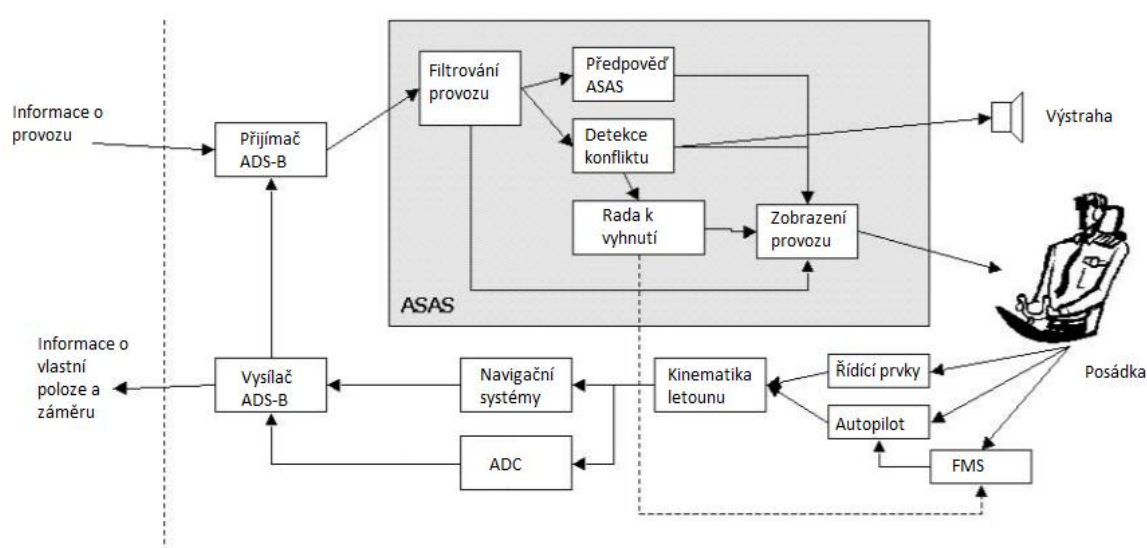 Informace o
provozu
Přijímač
ADS-B
Filtrování
provozu
Předpověď
ASAS
Detekce
konfliktu
Rada k
vyhnutí
Zobrazení
provozu
ASAS
Výstraha
Posádka
Informace o
vlastní
poloze a
záměru
Vysílač
ADS-B
Navigační
systémy
ADC
Kinematika
letounu
Řídící prvky
Autopilot
FMS